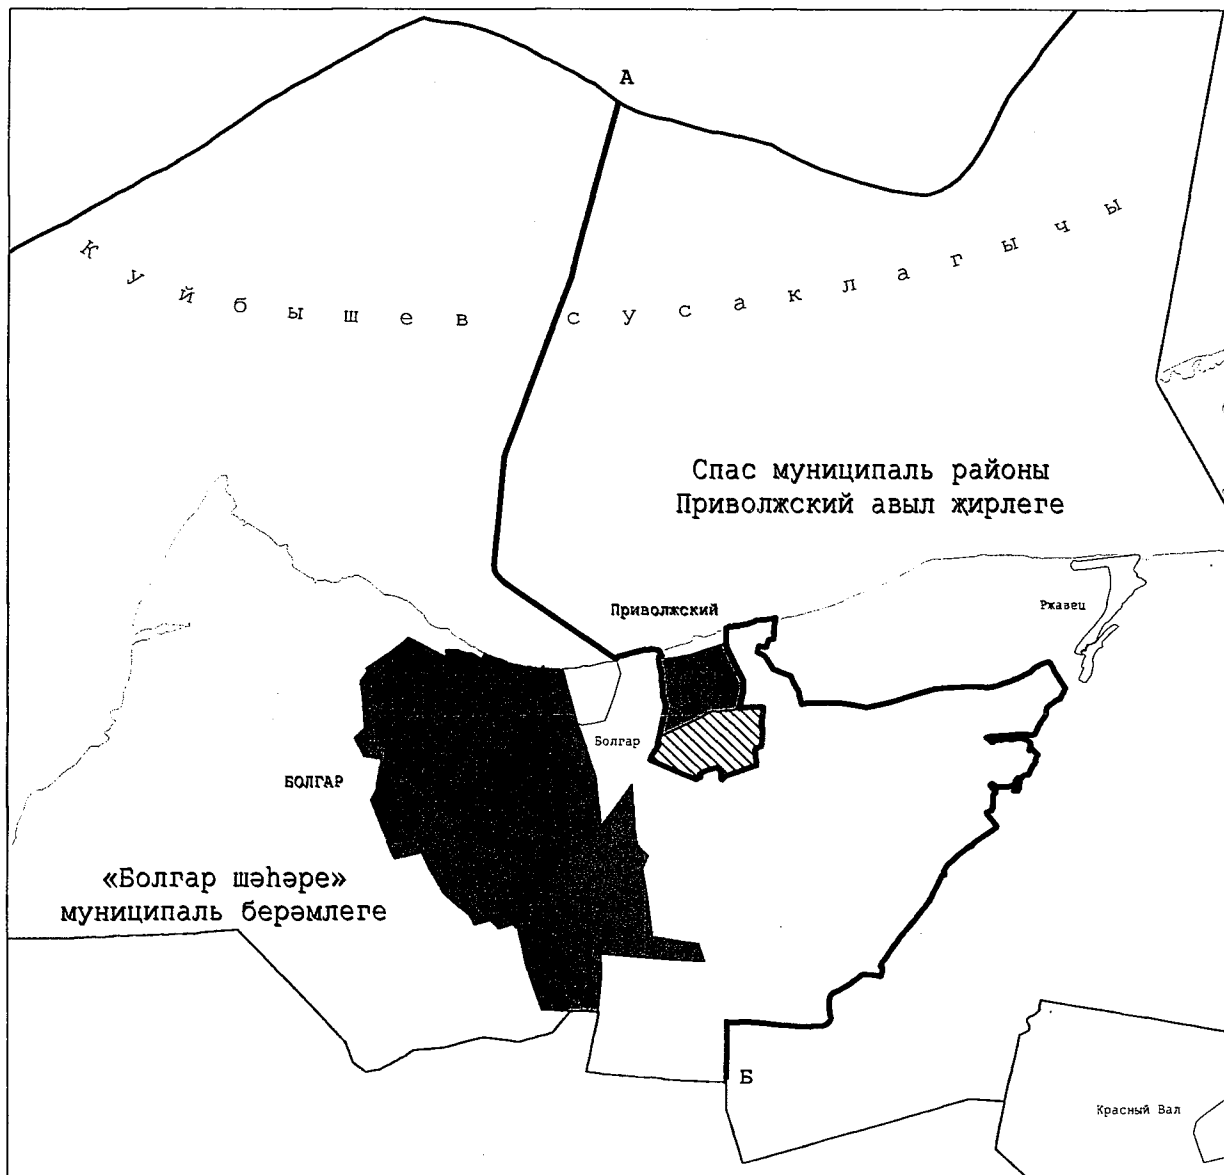 А
Куйбышев сусаклагычы
Спас муниципаль районы
Приволжский авыл җирлеге
Приволжский
Ржавец
Болгар
БОЛГАР
«Болгар шәһәре»
муниципаль берәмлеге
Б
Красный Вал